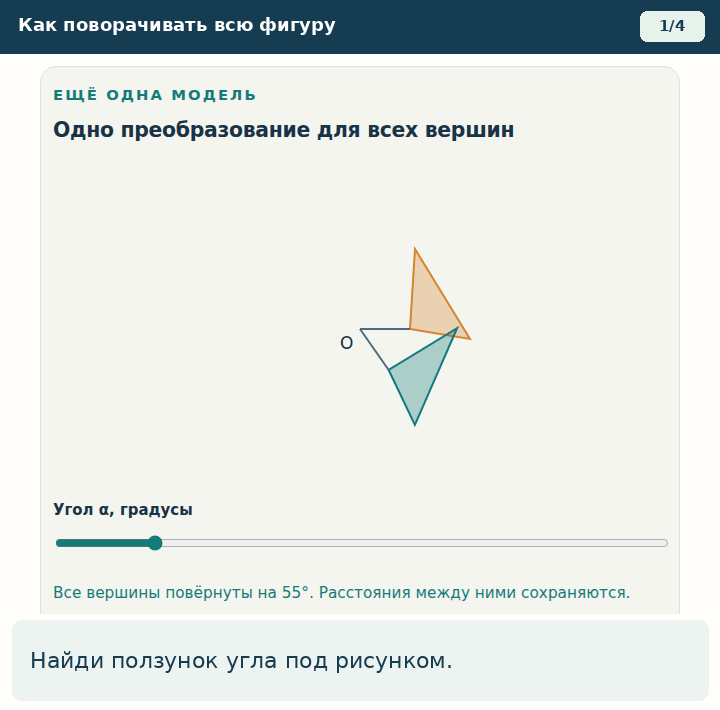 Как поворачивать всю фигуру
1/4
ЕЩЁ ОДНА МОДЕЛЬ
Одно преобразование для всех вершин
O
Угол α, градусы
Все вершины повёрнуты на 55°. Расстояния между ними сохраняются.
Найди ползунок угла под рисунком.